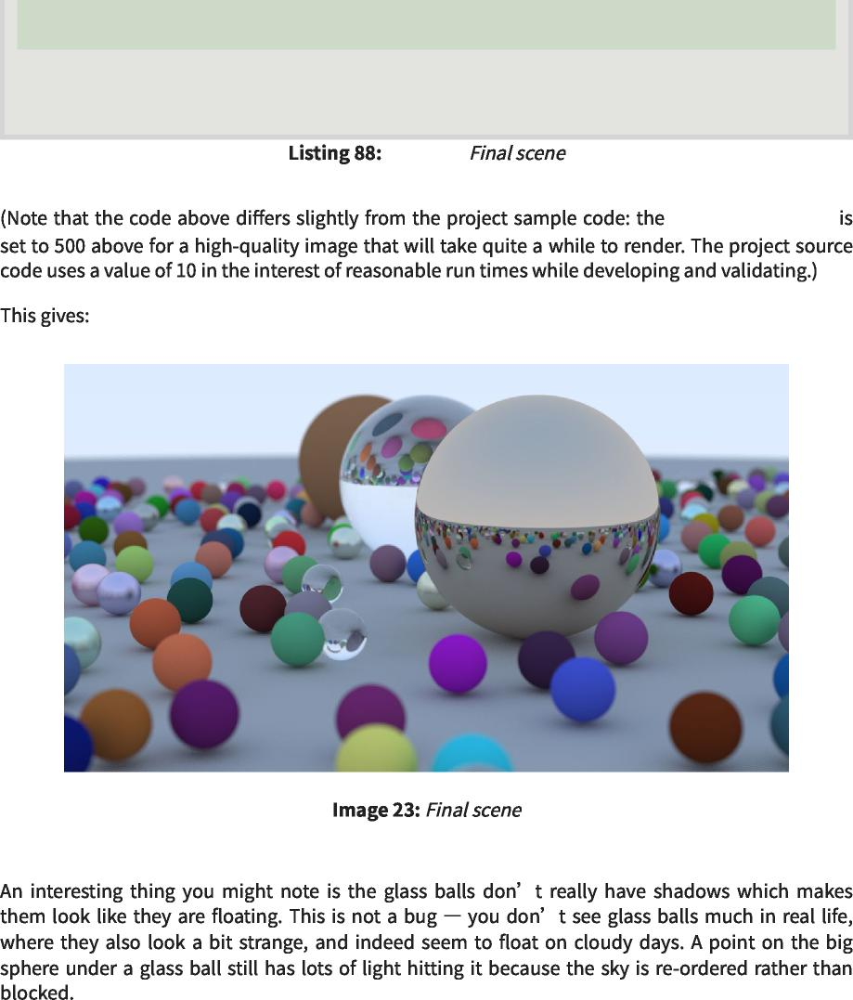 Listing 88: Final scene
(Note that the code above differs slightly from the project sample code: the is
set to 500 above for a high-quality image that will take quite a while to render. The project source
code uses a value of 10 in the interest of reasonable run times while developing and validating.)
This gives:
Image 23: Final scene
An interesting thing you might note is the glass balls don’t really have shadows which makes
them look like they are floating. This is not a bug — you don’t see glass balls much in real life,
where they also look a bit strange, and indeed seem to float on cloudy days. A point on the big
sphere under a glass ball still has lots of light hitting it because the sky is re-ordered rather than
blocked.